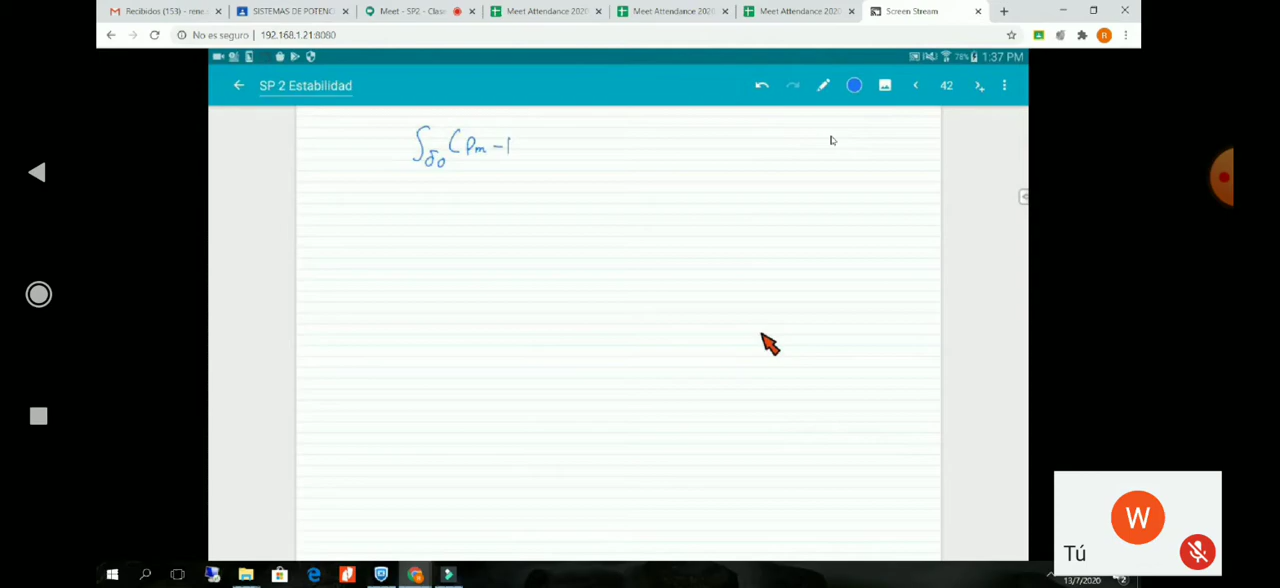 Recibidos (153) - rene.
SISTEMAS DE POTENC
Meet - SP2 - Clase
Meet Attendance 2020
Meet Attendance 2020
Meet Attendance 2020
Screen Stream
No es seguro 192.168.1.21:8080
R
78% 1:37 PM
SP 2 Estabilidad
42
∫δ0 (Pm - 1
W
Tú
13/7/2020
2